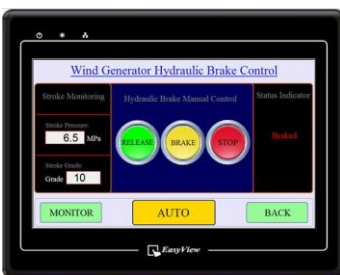 Wind Generator Hydraulic Brake Control
Stroke Monitoring
Stroke Pressure:
6.5 MPa
Stroke Grade:
Grade 10
Hydraulic Brake Manual Control
RELEASE
BRAKE
STOP
Status Indicator
Braked
MONITOR
AUTO
BACK
EasyView